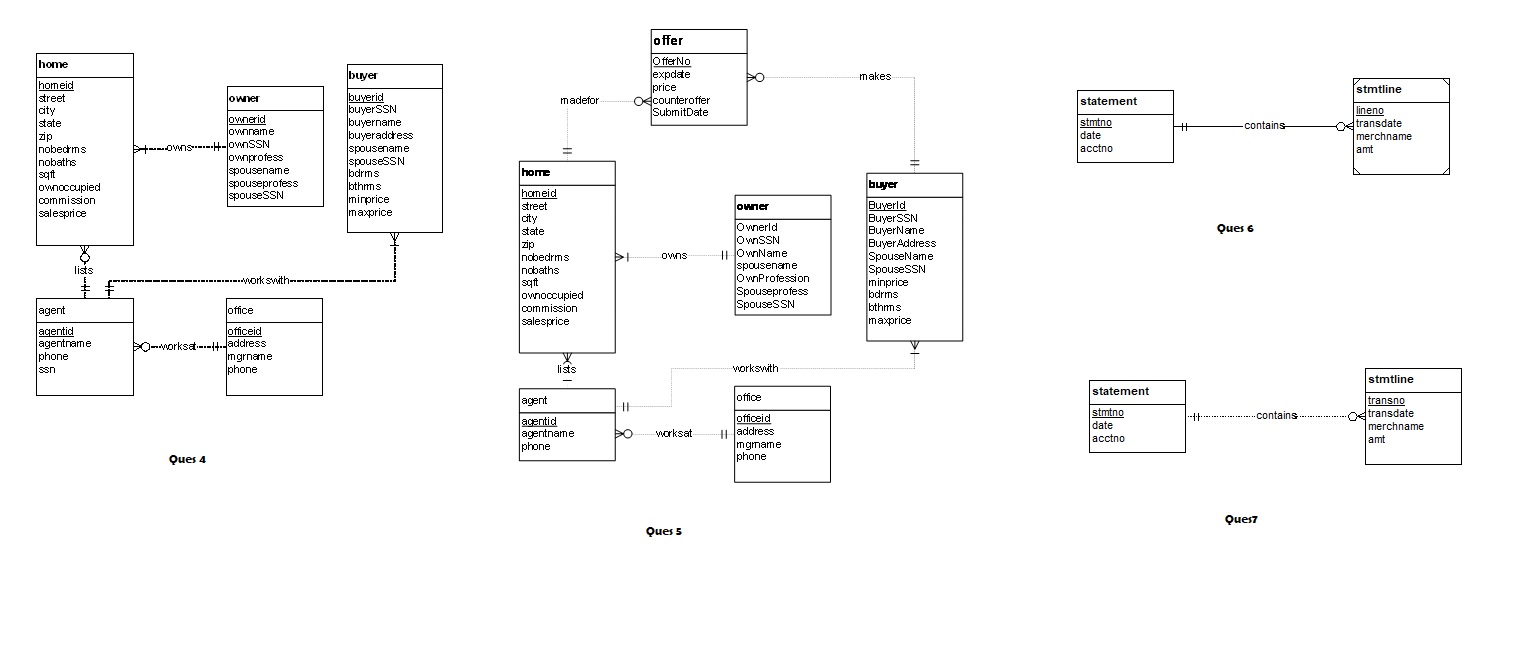 home
homeid
street
city
state
zip
nobedrms
nobaths
sqft
ownoccupied
commission
salesprice
owns
owner
ownerid
ownname
ownSSN
ownprofess
spousename
spouseprofess
spouseSSN
buyer
buyerid
buyerSSN
buyername
buyeraddress
spousename
spouseSSN
bdrms
bthrms
minprice
maxprice
lists
workswith
agent
agentid
agentname
phone
ssn
worksat
office
officeid
address
mgrname
phone
Ques 4
offer
OfferNo
expdate
price
counteroffer
SubmitDate
madefor
makes
home
homeid
street
city
state
zip
nobedrms
nobaths
sqft
ownoccupied
commission
salesprice
owns
owner
OwnerId
OwnSSN
OwnName
spousename
OwnProfession
Spouseprofess
SpouseSSN
buyer
BuyerId
BuyerSSN
BuyerName
BuyerAddress
SpouseName
SpouseSSN
minprice
bdrms
bthrms
maxprice
lists
workswith
agent
agentid
agentname
phone
worksat
office
officeid
address
mgrname
phone
Ques 5
statement
stmtno
date
acctno
contains
stmtline
lineno
transdate
merchname
amt
Ques 6
statement
stmtno
date
acctno
contains
stmtline
transno
transdate
merchname
amt
Ques7